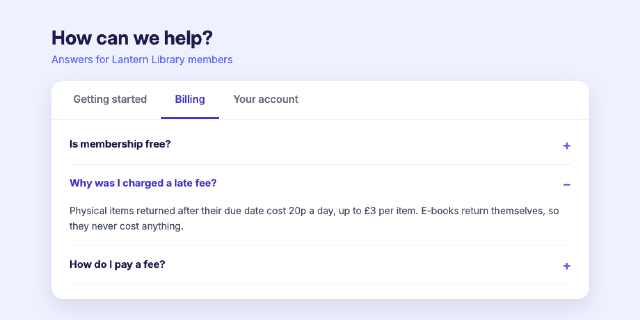 How can we help?
Answers for Lantern Library members
Getting started
Billing
Your account
Is membership free?
+
Why was I charged a late fee?
−
Physical items returned after their due date cost 20p a day, up to £3 per item. E-books return themselves, so
they never cost anything.
How do I pay a fee?
+